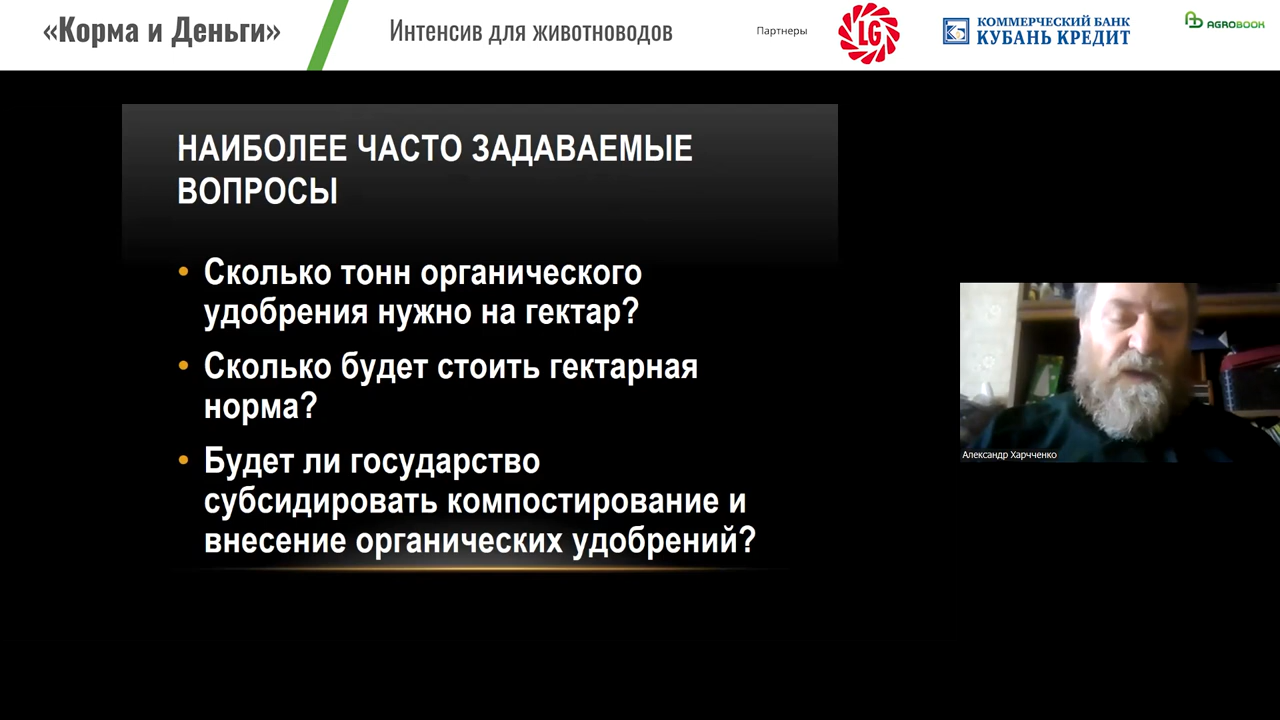 «Корма и Деньги»
Интенсив для животноводов
Партнеры
LG
КОММЕРЧЕСКИЙ БАНК
КУБАНЬ КРЕДИТ
AGROBOOK
НАИБОЛЕЕ ЧАСТО ЗАДАВАЕМЫЕ
ВОПРОСЫ
• Сколько тонн органического
удобрения нужно на гектар?
• Сколько будет стоить гектарная
норма?
• Будет ли государство
субсидировать компостирование и
внесение органических удобрений?
Александр Харчченко